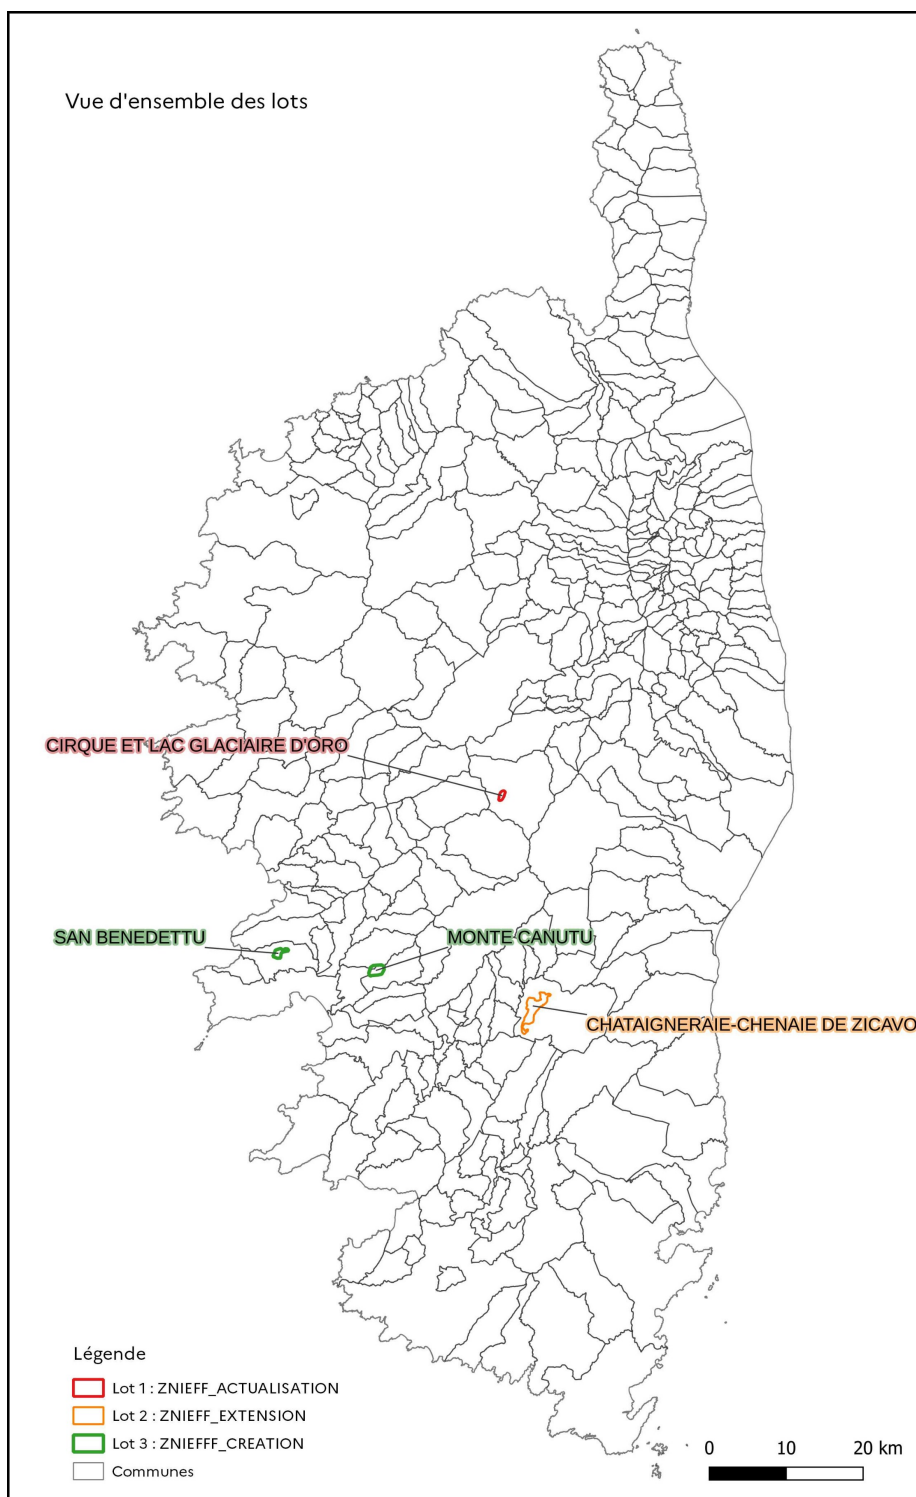 Vue d'ensemble des lots
CIRQUE ET LAC GLACIAIRE D'ORO
SAN BENEDETTU
MONTE CANUTU
CHATAIGNERAIE-CHENAIE DE ZICAVO
Légende
Lot 1 : ZNIEFF_ACTUALISATION
Lot 2 : ZNIEFF_EXTENSION
Lot 3 : ZNIEFFF_CREATION
Communes
0 10 20 km